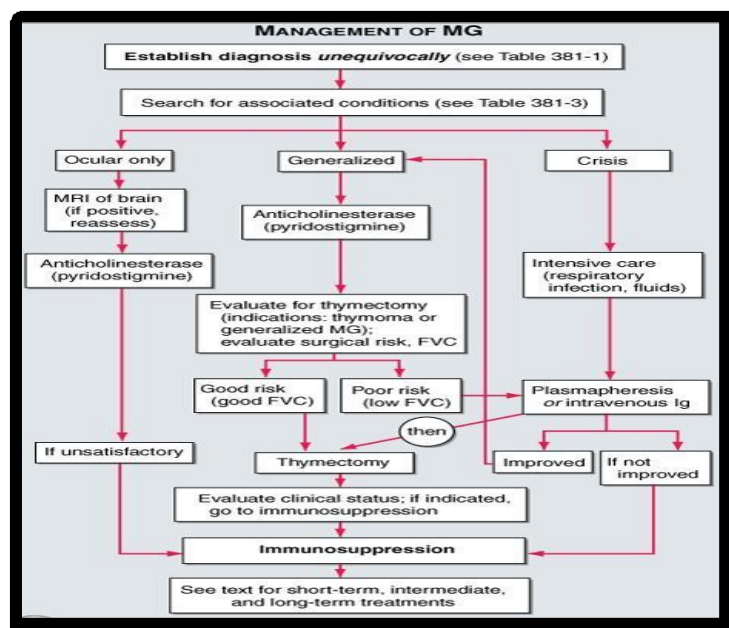 MANAGEMENT OF MG
Establish diagnosis unequivocally (see Table 381-1)
Search for associated conditions (see Table 381-3)
Ocular only
Generalized
Crisis
MRI of brain
(if positive,
reassess)
Anticholinesterase
(pyridostigmine)
Anticholinesterase
(pyridostigmine)
Intensive care
(respiratory
infection, fluids)
Evaluate for thymectomy
(indications: thymoma or
generalized MG);
evaluate surgical risk, FVC
Good risk
(good FVC)
Poor risk
(low FVC)
Plasmapheresis
or intravenous Ig
then
If unsatisfactory
Thymectomy
Improved
If not
improved
Evaluate clinical status; if indicated,
go to immunosuppression
Immunosuppression
See text for short-term, intermediate,
and long-term treatments